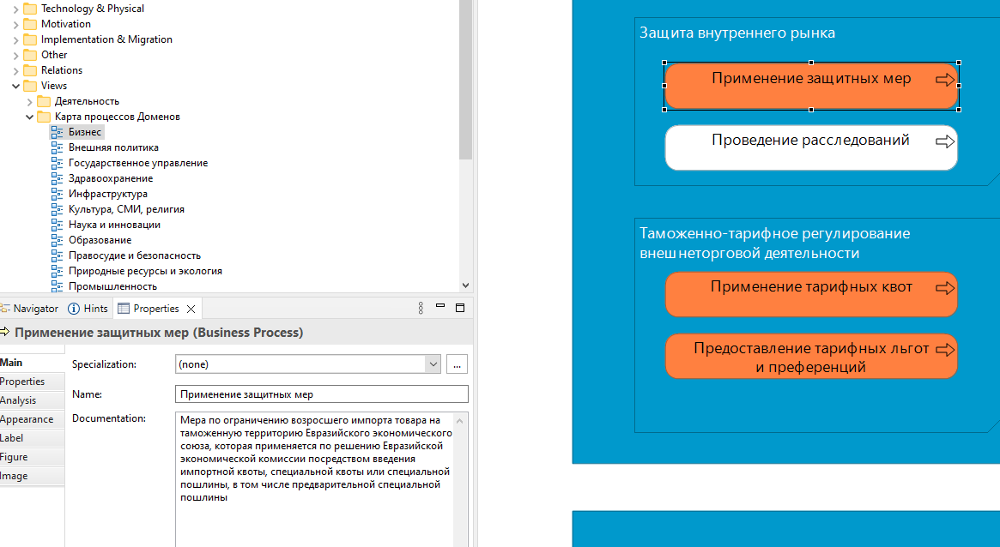 Technology & Physical
Motivation
Implementation & Migration
Other
Relations
Views
Деятельность
Карта процессов Доменов
Бизнес
Внешняя политика
Государственное управление
Здравоохранение
Инфраструктура
Культура, СМИ, религия
Наука и инновации
Образование
Правосудие и безопасность
Природные ресурсы и экология
Промышленность
Navigator
Hints
Properties
Применение защитных мер (Business Process)
Main
Properties
Analysis
Appearance
Label
Figure
Image
Specialization:
(none)
...
Name:
Применение защитных мер
Documentation:
Мера по ограничению возросшего импорта товара на
таможенную территорию Евразийского экономического
союза, которая применяется по решению Евразийской
экономической комиссии посредством введения
импортной квоты, специальной квоты или специальной
пошлины, в том числе предварительной специальной
пошлины
Защита внутреннего рынка
Применение защитных мер
Проведение расследований
Таможенно-тарифное регулирование
внешнеторговой деятельности
Применение тарифных квот
Предоставление тарифных льгот
и преференций